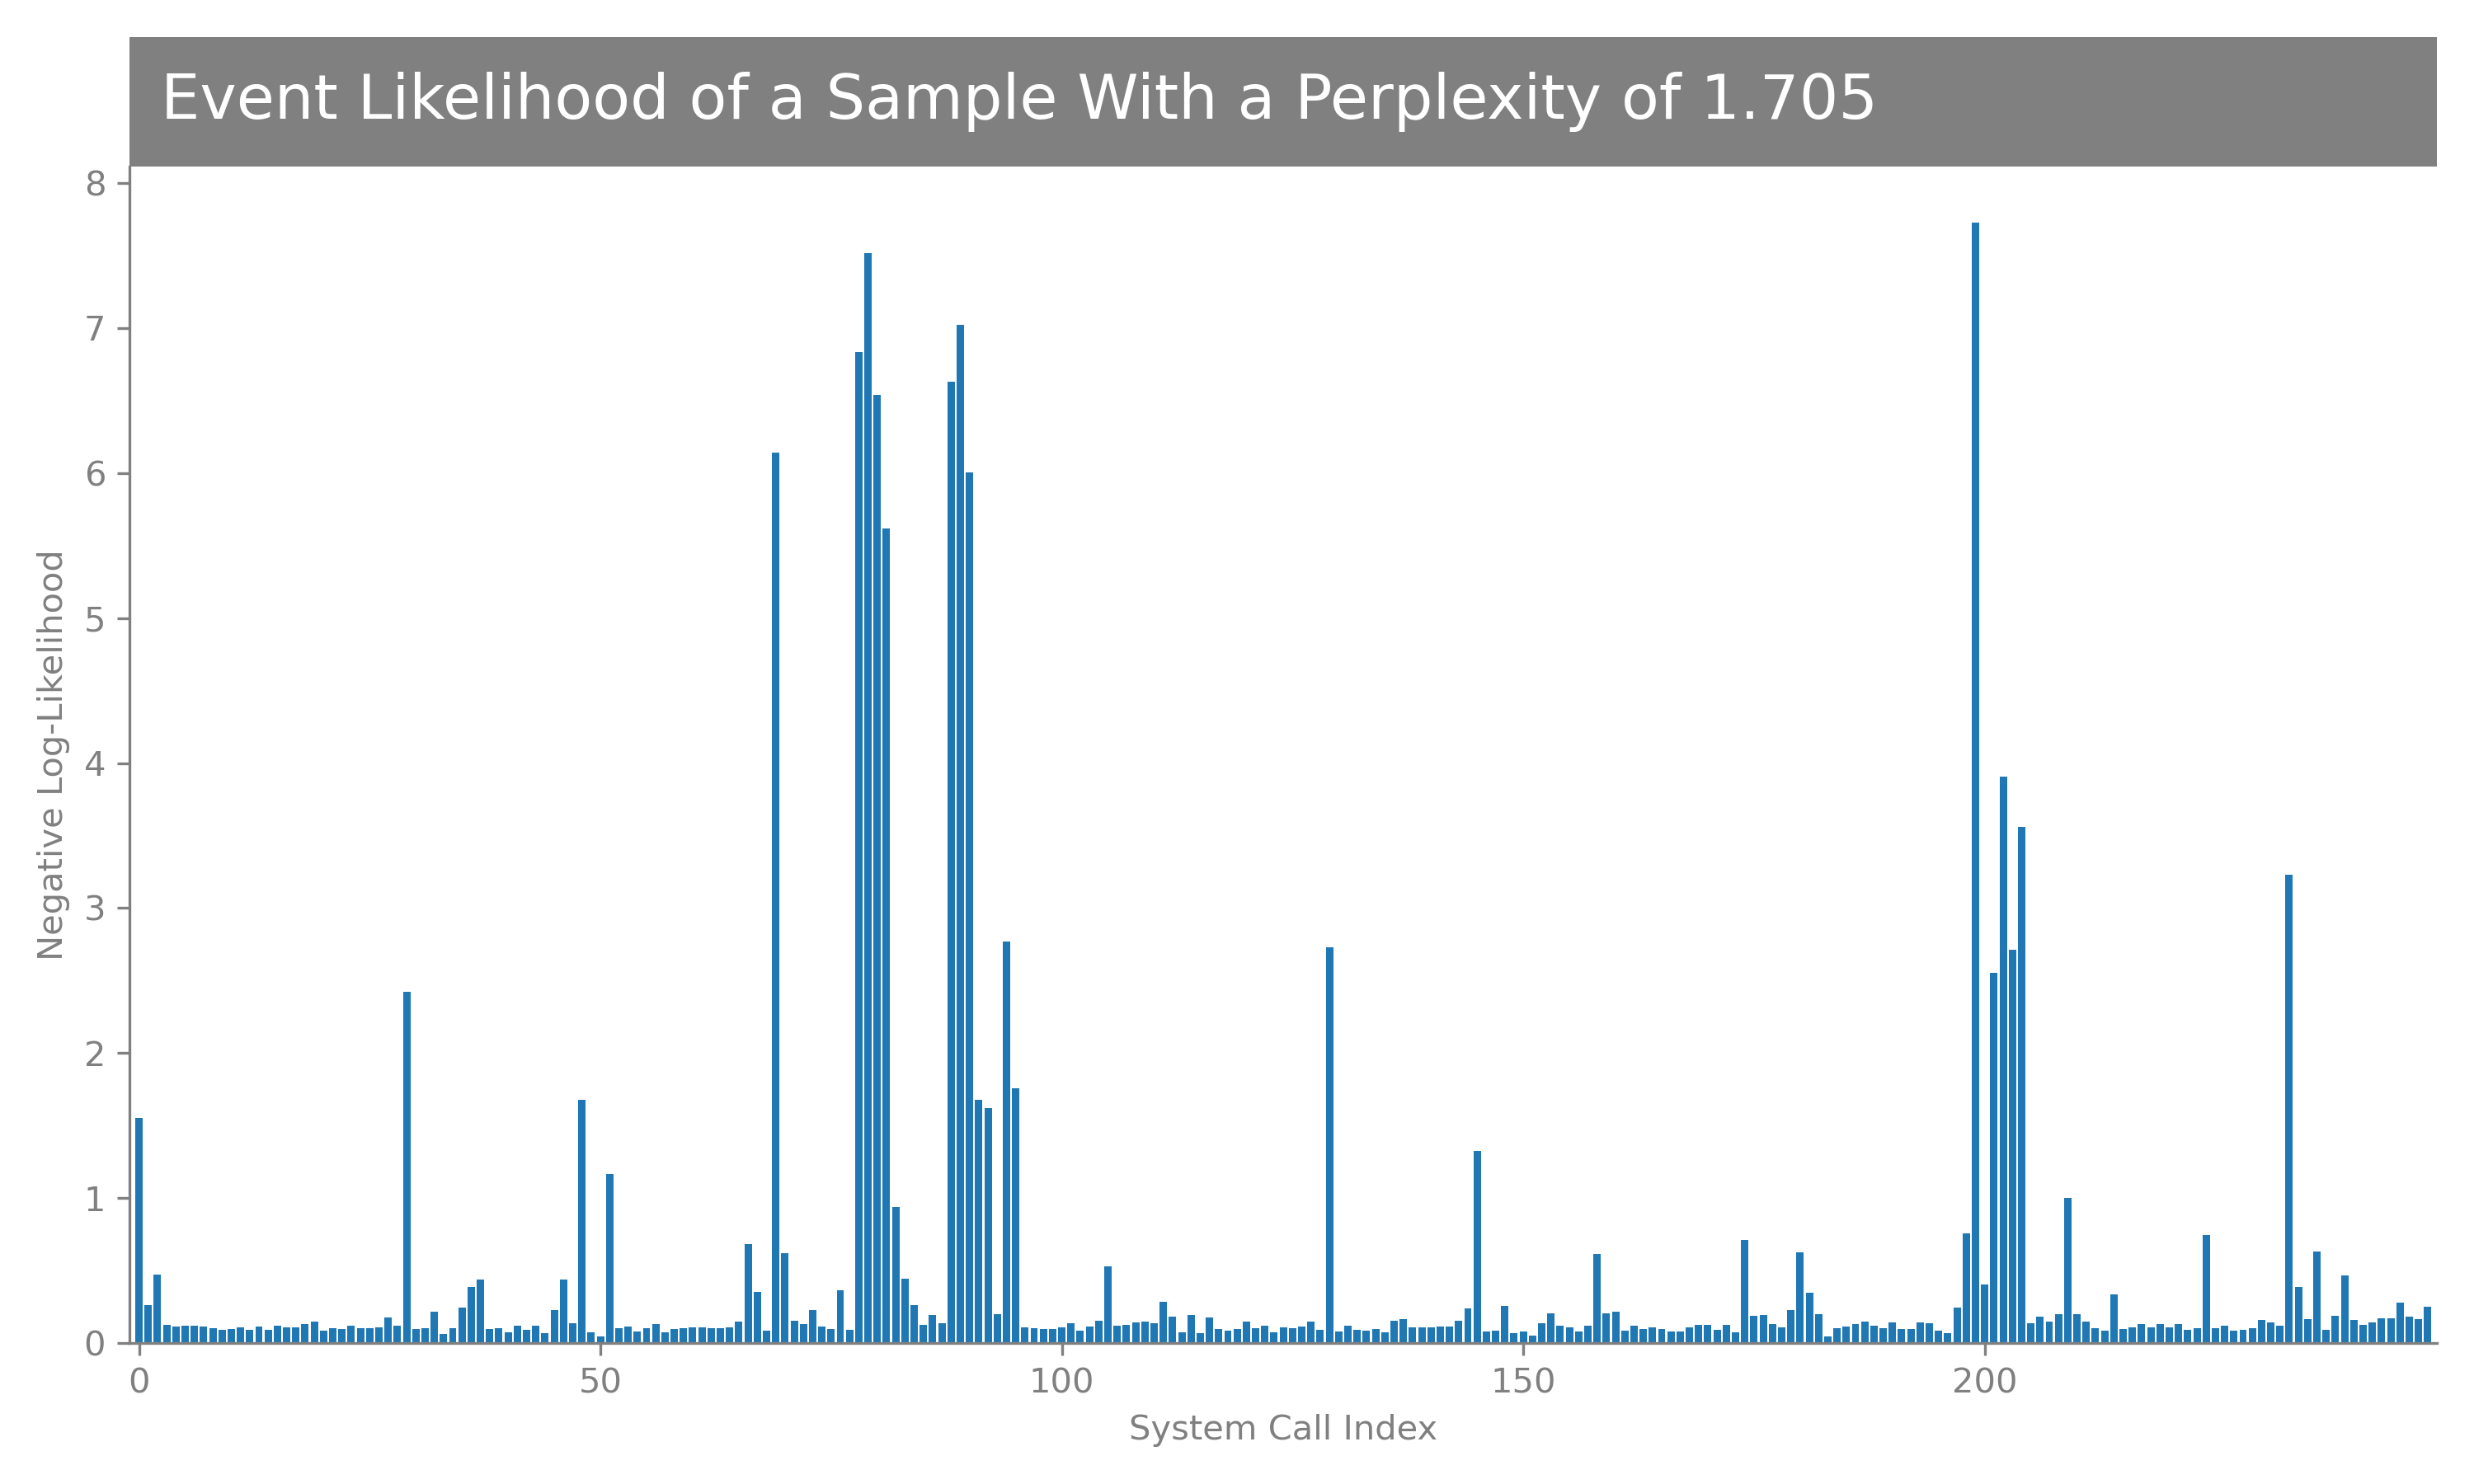 Event Likelihood of a Sample With a Perplexity of 1.705
8
7
6
5
4
3
2
1
0
Negative Log-Likelihood
0 50 100 150 200
System Call Index